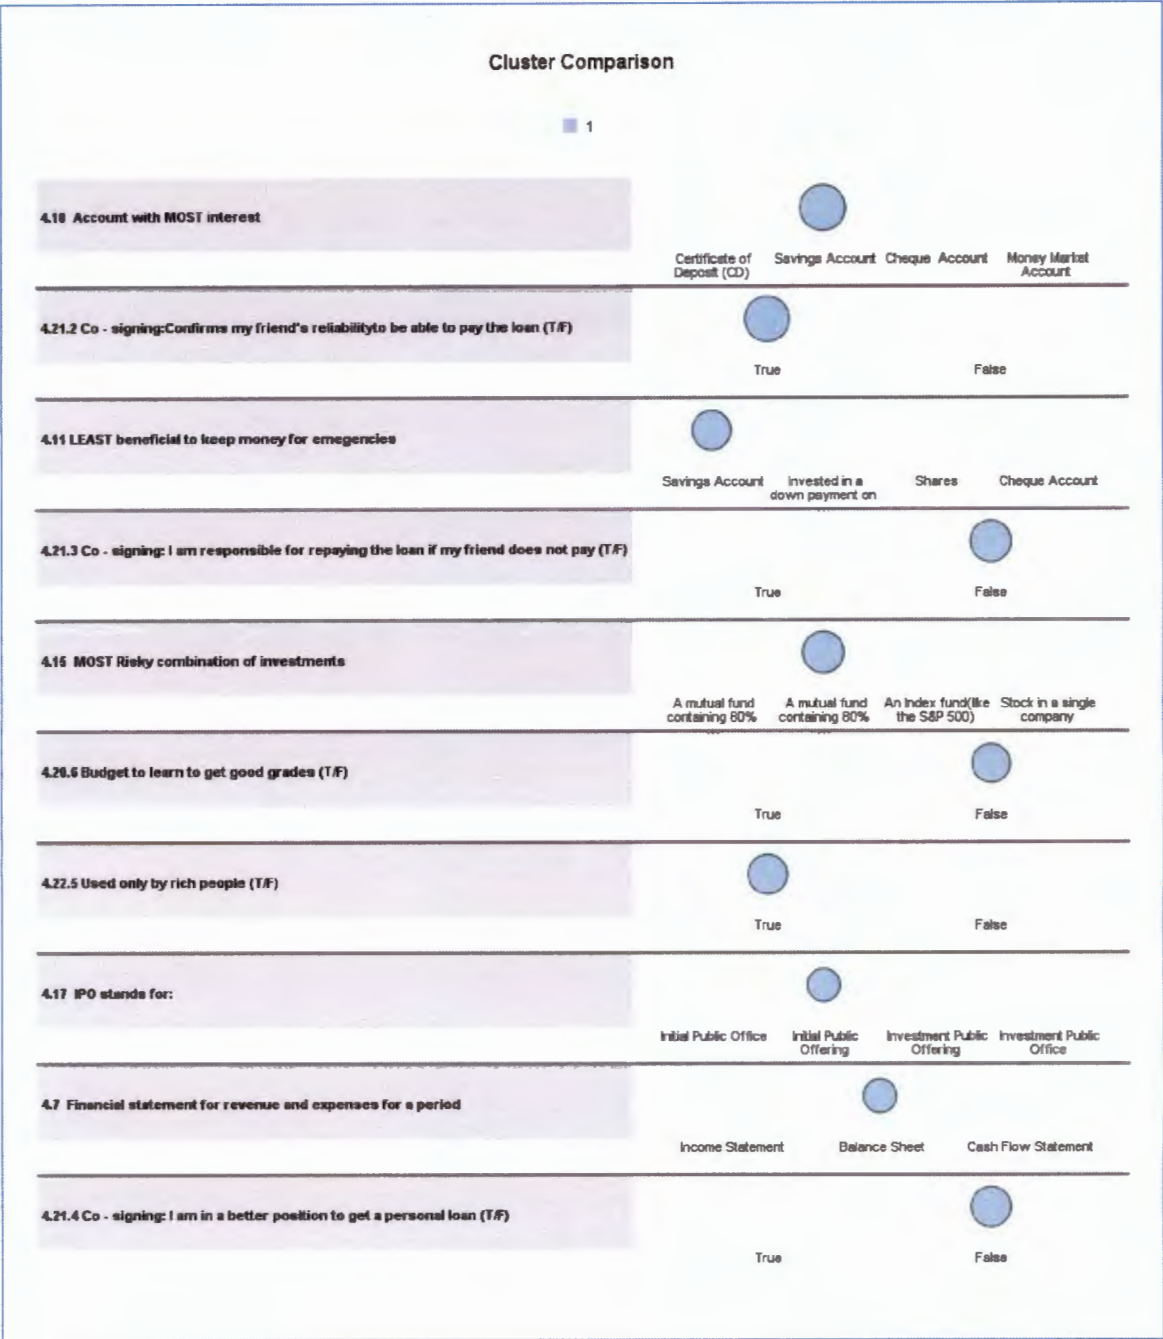 Cluster Comparison
1
4.10 Account with MOST interest
Certificate of Savings Account Cheque Account Money Market
Deposit (CD) Account
4.21.2 Co - signing:Confirms my friend's reliabilityto be able to pay the loan (T/F)
True False
4.11 LEAST beneficial to keep money for emegencies
Savings Account Invested in a Shares Cheque Account
down payment on
4.21.3 Co - signing: I am responsible for repaying the loan if my friend does not pay (T/F)
True False
4.15 MOST Risky combination of investments
A mutual fund A mutual fund An Index fund(like Stock in a single
containing 80% containing 80% the S&P 500) company
4.20.6 Budget to learn to get good grades (T/F)
True False
4.22.5 Used only by rich people (T/F)
True False
4.17 IPO stands for:
Initial Public Office Initial Public Investment Public Investment Public
Offering Offering Office
4.7 Financial statement for revenue and expenses for a period
Income Statement Balance Sheet Cash Flow Statement
4.21.4 Co - signing: I am in a better position to get a personal loan (T/F)
True False